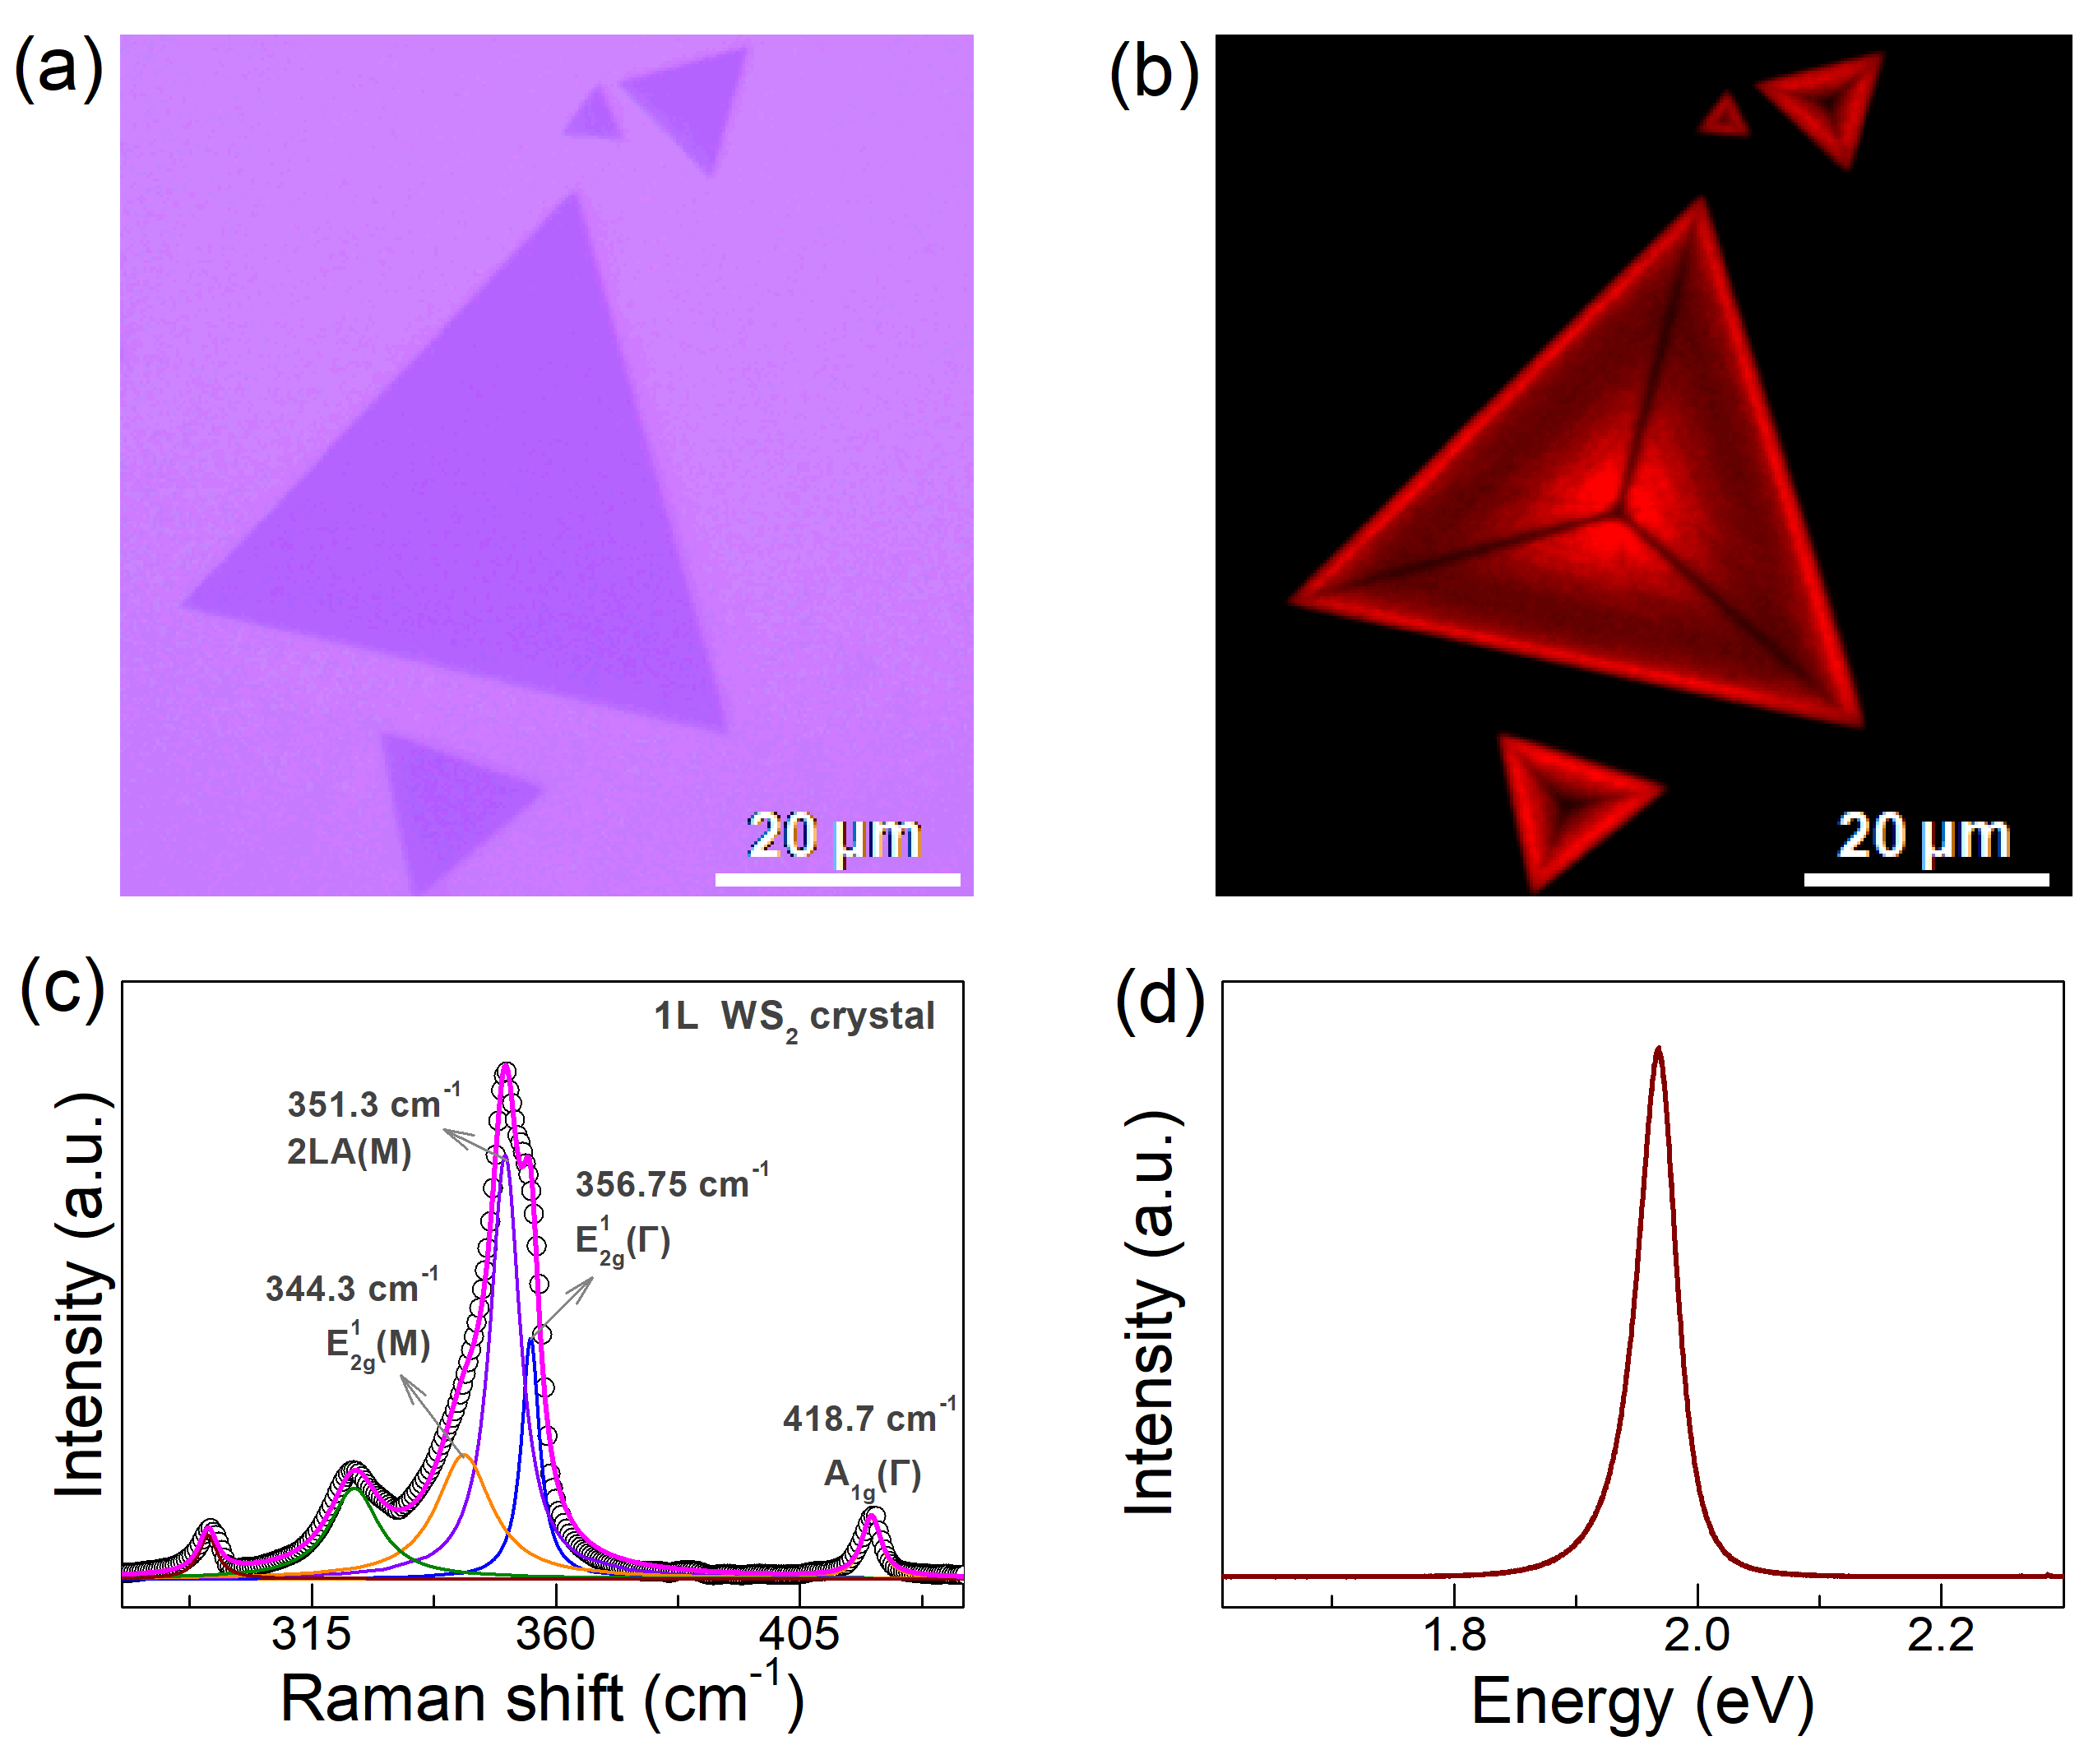 (a)
20 µm
(b)
20 µm
(c)
1L WS₂ crystal
351.3 cm⁻¹
2LA(M)
356.75 cm⁻¹
E¹₂g(Γ)
344.3 cm⁻¹
E¹₂g(M)
418.7 cm⁻¹
A₁g(Γ)
Intensity (a.u.)
315 360 405
Raman shift (cm⁻¹)
(d)
Intensity (a.u.)
1.8 2.0 2.2
Energy (eV)